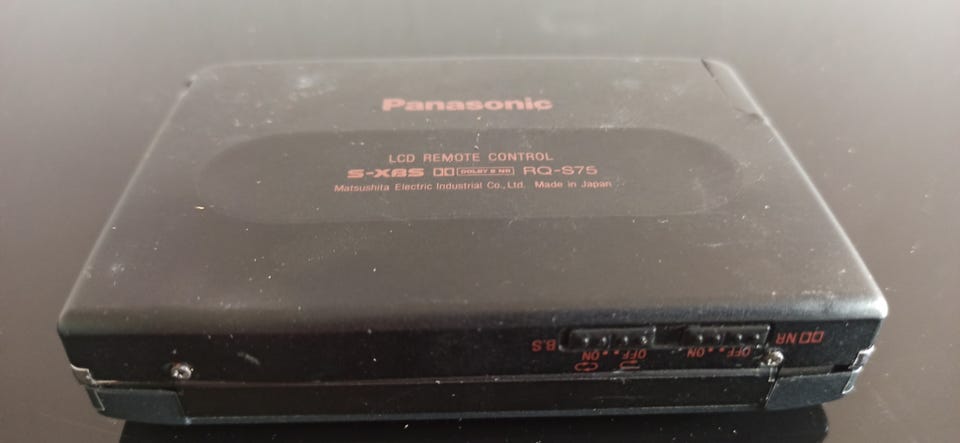 Panasonic
LCD REMOTE CONTROL
S-XBS DOLBY B NR RQ-S75
Matsushita Electric Industrial Co., Ltd. Made in Japan
NR OFF • • ON
OFF • • ON B.S